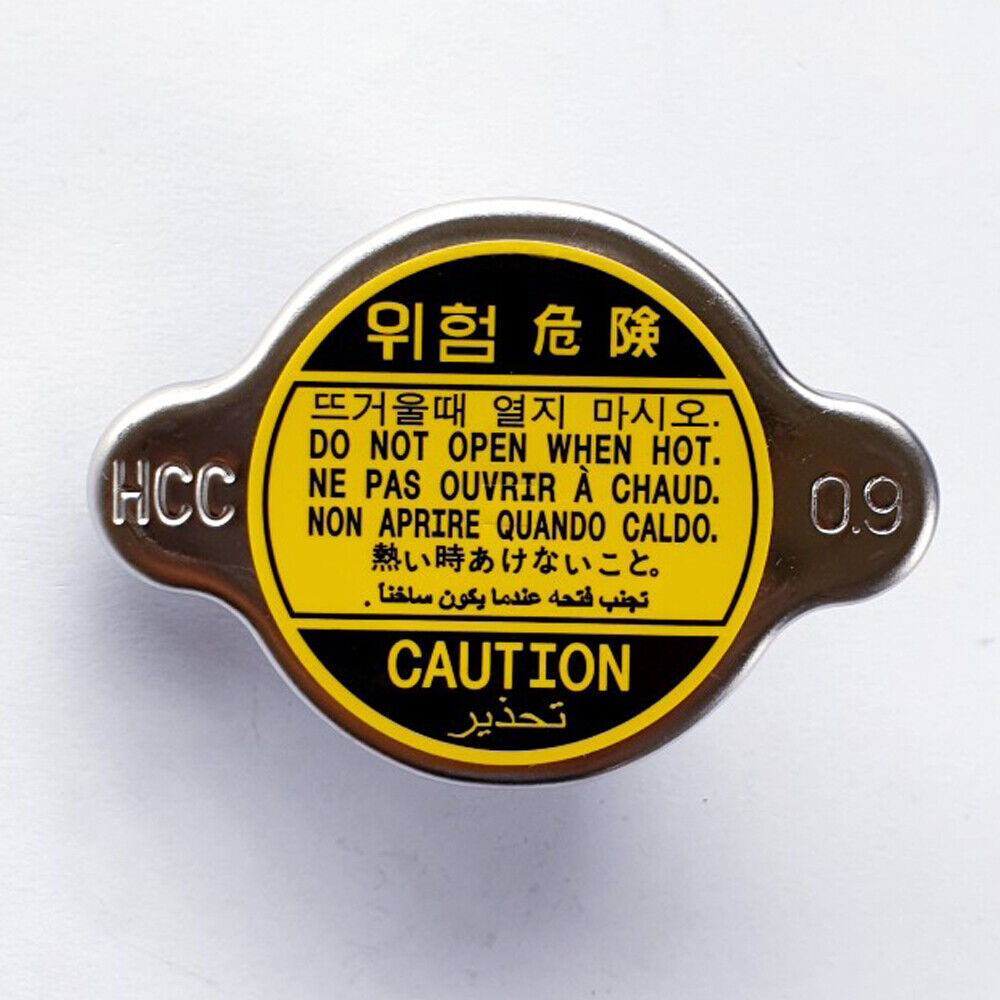 위험 危険
HCC
뜨거울때 열지 마시오.
DO NOT OPEN WHEN HOT.
NE PAS OUVRIR À CHAUD.
NON APRIRE QUANDO CALDO.
熱い時あけないこと。
تجنب فتحه عندما يكون ساخناً .
0.9
CAUTION
تحذير